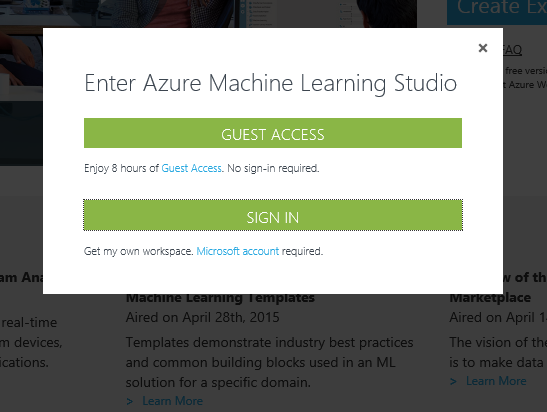 Create Ex
FAQ
free versio
t Azure We
Enter Azure Machine Learning Studio
GUEST ACCESS
Enjoy 8 hours of Guest Access. No sign-in required.
SIGN IN
Get my own workspace. Microsoft account required.
am Ana
real-time
m devices,
ications.
Machine Learning Templates
Aired on April 28th, 2015
Templates demonstrate industry best practices
and common building blocks used in an ML
solution for a specific domain.
> Learn More
w of th
Marketplace
Aired on April 14
The vision of the
is to make data
> Learn More